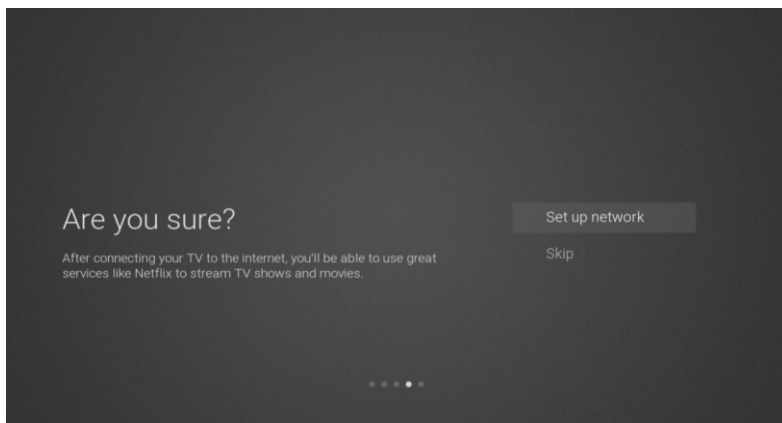 Are you sure?
After connecting your TV to the internet, you'll be able to use great
services like Netflix to stream TV shows and movies.
Set up network
Skip